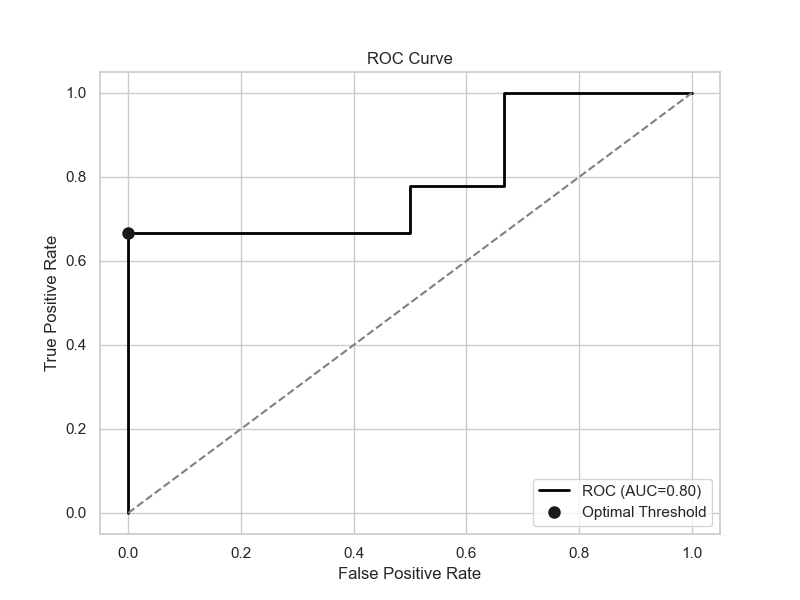 ROC Curve
1.0
0.8
0.6
0.4
0.2
0.0
True Positive Rate
0.0 0.2 0.4 0.6 0.8 1.0
False Positive Rate
ROC (AUC=0.80)
Optimal Threshold